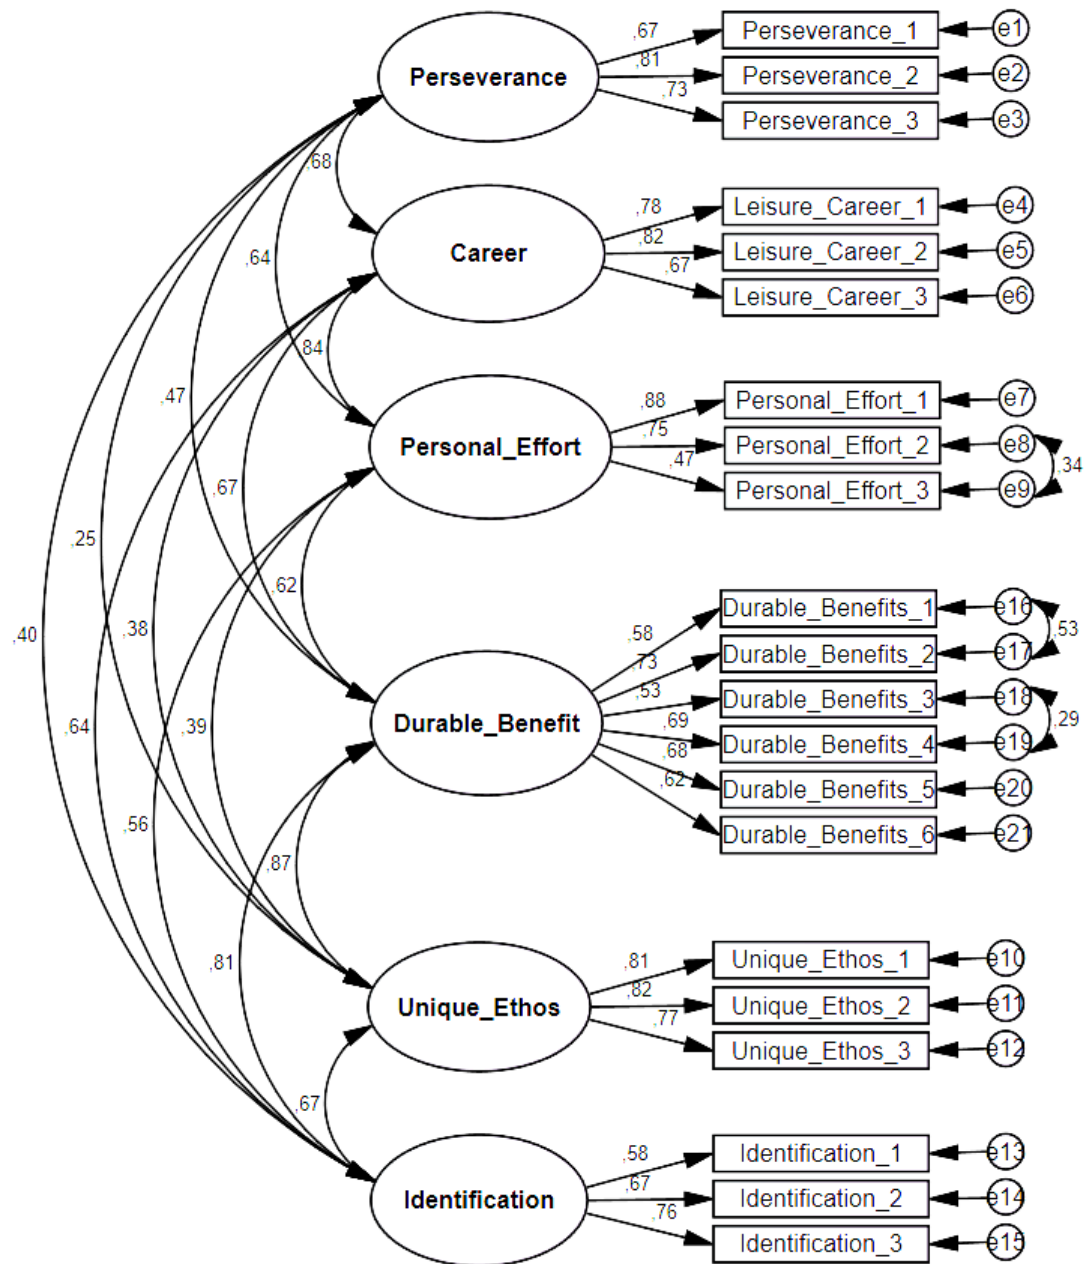 ,67
Perseverance_1
e1
,81
Perseverance_2
e2
,73
Perseverance_3
e3
Perseverance
,68
,78
Leisure_Career_1
e4
,82
Leisure_Career_2
e5
,67
Leisure_Career_3
e6
Career
,64
,84
,88
Personal_Effort_1
e7
,75
Personal_Effort_2
e8
,47
Personal_Effort_3
e9
,34
Personal_Effort
,47
,67
,25
,62
,58
Durable_Benefits_1
e16
,73
Durable_Benefits_2
e17
,53
,53
Durable_Benefits_3
e18
,69
Durable_Benefits_4
e19
,29
,68
Durable_Benefits_5
e20
,62
Durable_Benefits_6
e21
Durable_Benefit
,40
,38
,64
,39
,56
,87
,81
,81
Unique_Ethos_1
e10
,82
Unique_Ethos_2
e11
,77
Unique_Ethos_3
e12
Unique_Ethos
,67
,58
Identification_1
e13
,67
Identification_2
e14
,76
Identification_3
e15
Identification